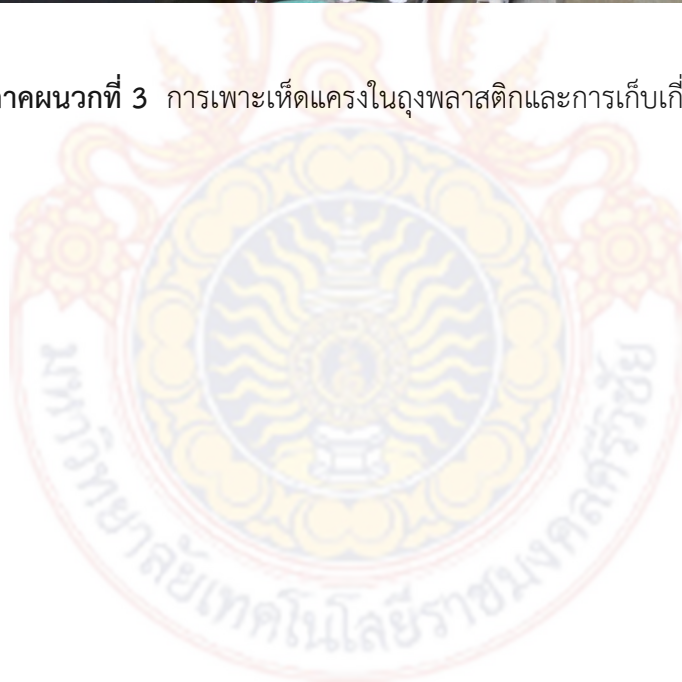 าคผนวกที่ 3 การเพาะเห็ดแครงในถุงพลาสติกและการเก็บเกี่
มหาวิทยาลัยเทคโนโลยีราชมงคลศรีวิชัย